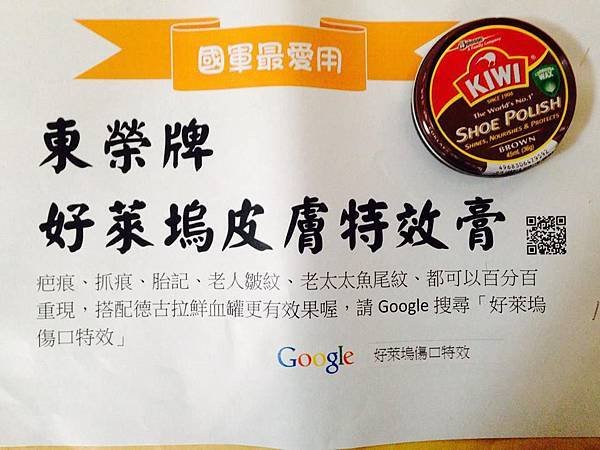 國軍最愛用
KIWI
SINCE 1906
The World's No.1
SHOE POLISH
SHINES, NOURISHES & PROTECTS
BROWN
45ml (36g)
東榮牌
好萊塢皮膚特效膏
疤痕、抓痕、胎記、老人皺紋、老太太魚尾紋、都可以百分百
重現，搭配德古拉鮮血罐更有效果喔，請 Google 搜尋「好萊塢
傷口特效」
Google 好萊塢傷口特效